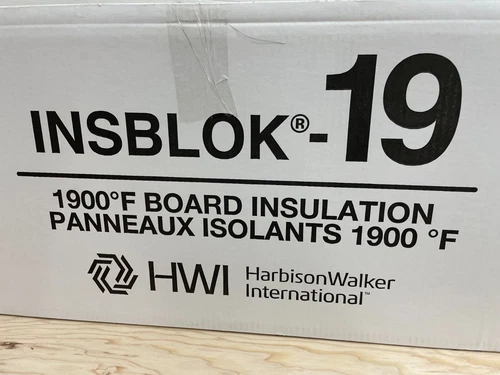 INSBLOK®-19
1900°F BOARD INSULATION
PANNEAUX ISOLANTS 1900 °F
HWI HarbisonWalker
International™